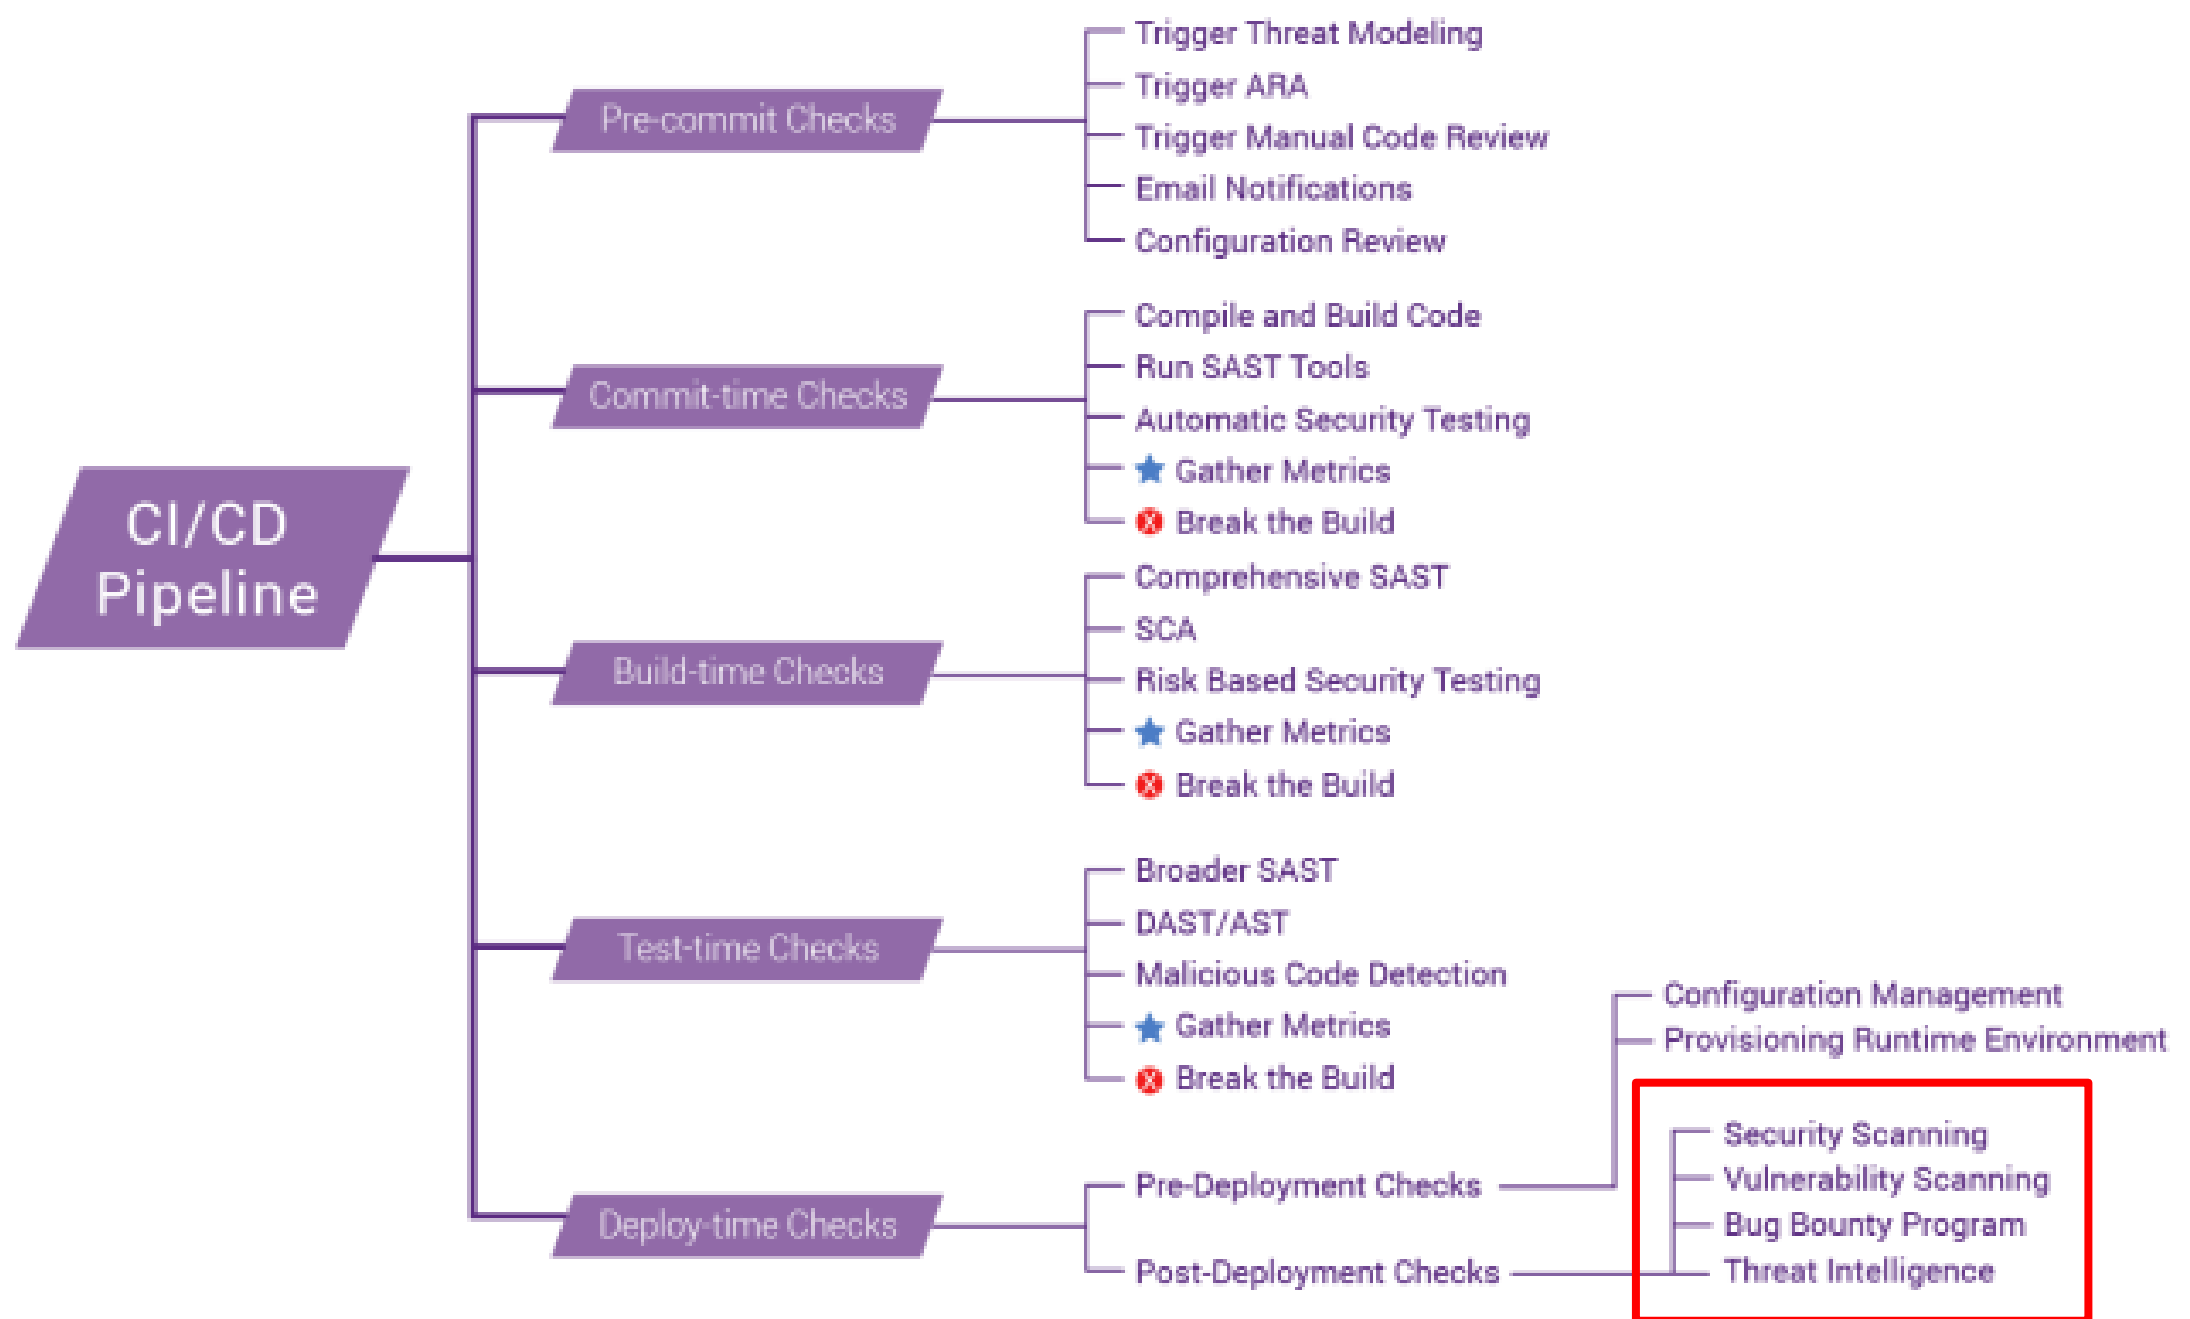 CI/CD
Pipeline
Pre-commit Checks
Trigger Threat Modeling
Trigger ARA
Trigger Manual Code Review
Email Notifications
Configuration Review
Commit-time Checks
Compile and Build Code
Run SAST Tools
Automatic Security Testing
Gather Metrics
Break the Build
Build-time Checks
Comprehensive SAST
SCA
Risk Based Security Testing
Gather Metrics
Break the Build
Test-time Checks
Broader SAST
DAST/AST
Malicious Code Detection
Gather Metrics
Break the Build
Deploy-time Checks
Pre-Deployment Checks
Configuration Management
Provisioning Runtime Environment
Post-Deployment Checks
Security Scanning
Vulnerability Scanning
Bug Bounty Program
Threat Intelligence